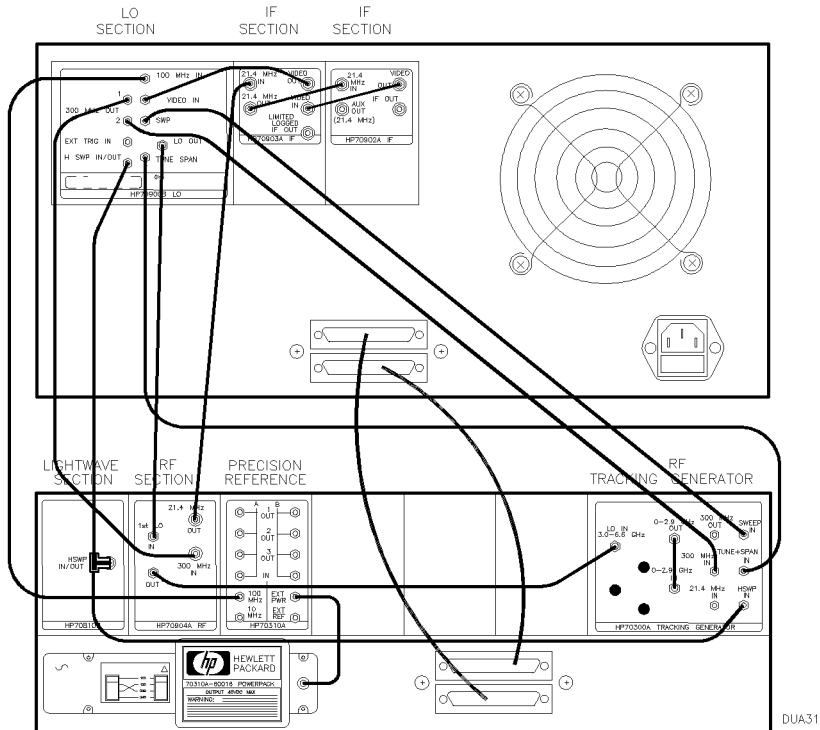 LO
SECTION
IF
SECTION
IF
SECTION
100 MHz IN
1
VIDEO IN
300 MHz OUT
2
SWP
EXT TRIG IN
LO OUT
H SWP IN/OUT
TUNE SPAN
HP70900B LO
21.4 MHz
IN
VIDEO
OUT
21.4 MHz
OUT
VIDEO
IN
LIMITED
LOGGED
IF OUT
HP70903A IF
21.4
MHz
IN
VIDEO
OUT
AUX
OUT
(21.4 MHz)
IF OUT
HP70902A IF
LIGHTWAVE
SECTION
RF
SECTION
PRECISION
REFERENCE
RF
TRACKING GENERATOR
HSWP
IN/OUT
21.4 MHz
OUT
1st LO
IN
300 MHz
IN
OUT
HP70904A RF
A B
1
OUT
2
OUT
3
OUT
IN
100
MHz
EXT
PWR
10
MHz
EXT
REF
HP70310A
LO IN
3.0-6.6 GHz
0-2.9 GHz
OUT
300 MHz
OUT
SWEEP
IN
300 MHz
IN
TUNE+SPAN
IN
0-2.9 GHz
IN
21.4 MHz
IN
HSWP
IN
HP70300A TRACKING GENERATOR
hp
HEWLETT
PACKARD
70310A-60016 POWERPACK
OUTPUT 40VDC MAX
WARNING:
DUA31